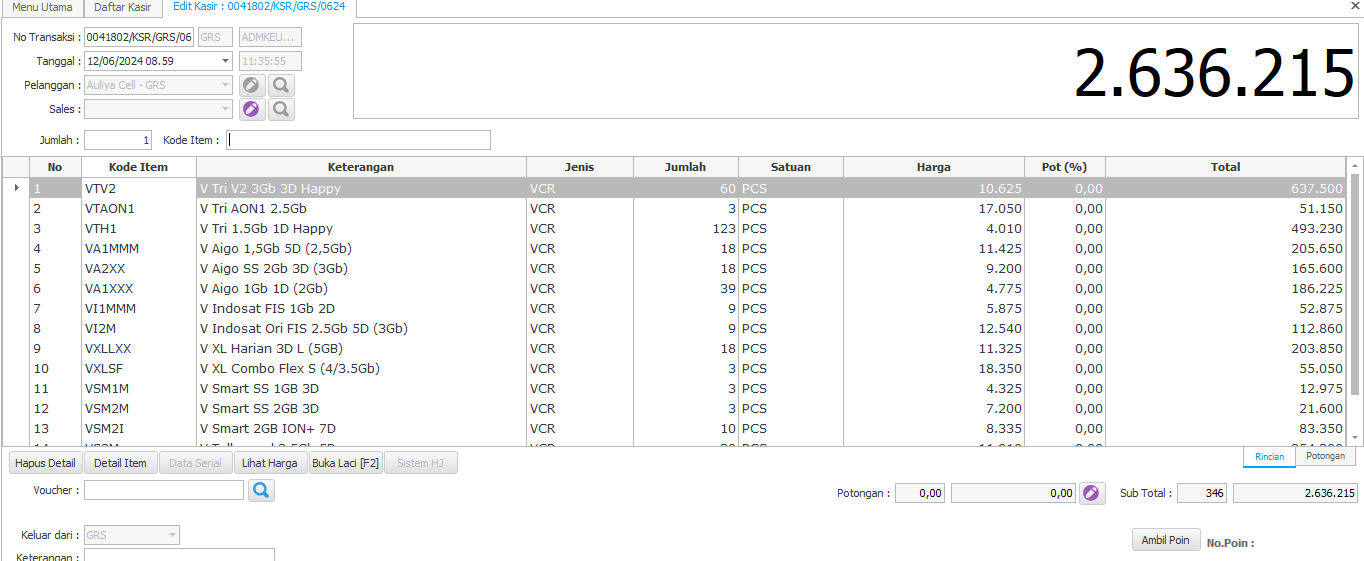 Menu Utama Daftar Kasir Edit Kasir : 0041802/KSR/GRS/0624
No Transaksi : 0041802/KSR/GRS/06 GRS ADMKEU...
2.636.215
Tanggal : 12/06/2024 08.59 11:35:55
Pelanggan : Auliya Cell - GRS
Sales :
Jumlah : 1 Kode Item :
No Kode Item Keterangan Jenis Jumlah Satuan Harga Pot (%) Total
1 VTV2 V Tri V2 3Gb 3D Happy VCR 60 PCS 10.625 0,00 637.500
2 VTAON1 V Tri AON1 2.5Gb VCR 3 PCS 17.050 0,00 51.150
3 VTH1 V Tri 1.5Gb 1D Happy VCR 123 PCS 4.010 0,00 493.230
4 VA1MMM V Aigo 1,5Gb 5D (2,5Gb) VCR 18 PCS 11.425 0,00 205.650
5 VA2XX V Aigo SS 2Gb 3D (3Gb) VCR 18 PCS 9.200 0,00 165.600
6 VA1XXX V Aigo 1Gb 1D (2Gb) VCR 39 PCS 4.775 0,00 186.225
7 VI1MMM V Indosat FIS 1Gb 2D VCR 9 PCS 5.875 0,00 52.875
8 VI2M V Indosat Ori FIS 2.5Gb 5D (3Gb) VCR 9 PCS 12.540 0,00 112.860
9 VXLLXX V XL Harian 3D L (5GB) VCR 18 PCS 11.325 0,00 203.850
10 VXLSF V XL Combo Flex S (4/3.5Gb) VCR 3 PCS 18.350 0,00 55.050
11 VSM1M V Smart SS 1GB 3D VCR 3 PCS 4.325 0,00 12.975
12 VSM2M V Smart SS 2GB 3D VCR 3 PCS 7.200 0,00 21.600
13 VSM2I V Smart 2GB ION+ 7D VCR 10 PCS 8.335 0,00 83.350
Hapus Detail Detail Item Data Serial Lihat Harga Buka Laci [F2] Sistem HJ Rincian Potongan
Voucher : Potongan : 0,00 0,00 Sub Total : 346 2.636.215
Keluar dari : GRS Ambil Poin No.Poin :
Keterangan :